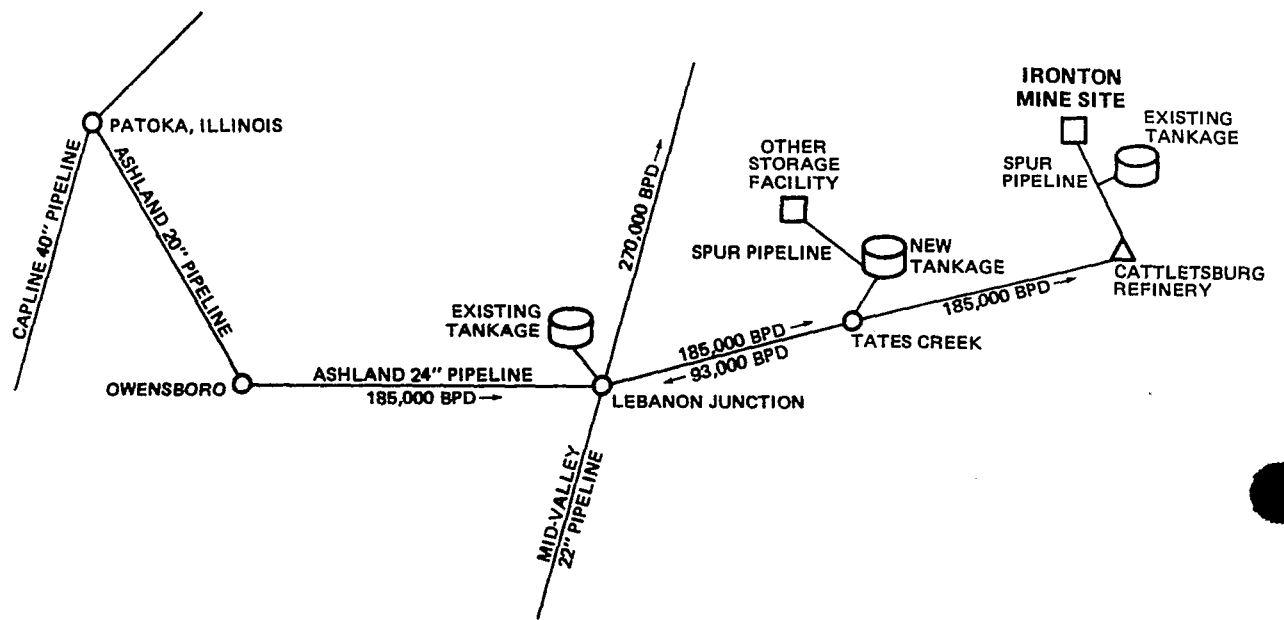 PATOKA, ILLINOIS
CAPLINE 40" PIPELINE
ASHLAND 20" PIPELINE
OWENSBORO
ASHLAND 24" PIPELINE
185,000 BPD→
EXISTING
TANKAGE
LEBANON JUNCTION
MID-VALLEY
22" PIPELINE
270,000 BPD→
185,000 BPD→
←93,000 BPD
OTHER
STORAGE
FACILITY
SPUR PIPELINE
NEW
TANKAGE
TATES CREEK
185,000 BPD→
IRONTON
MINE SITE
EXISTING
TANKAGE
SPUR
PIPELINE
CATTLETSBURG
REFINERY